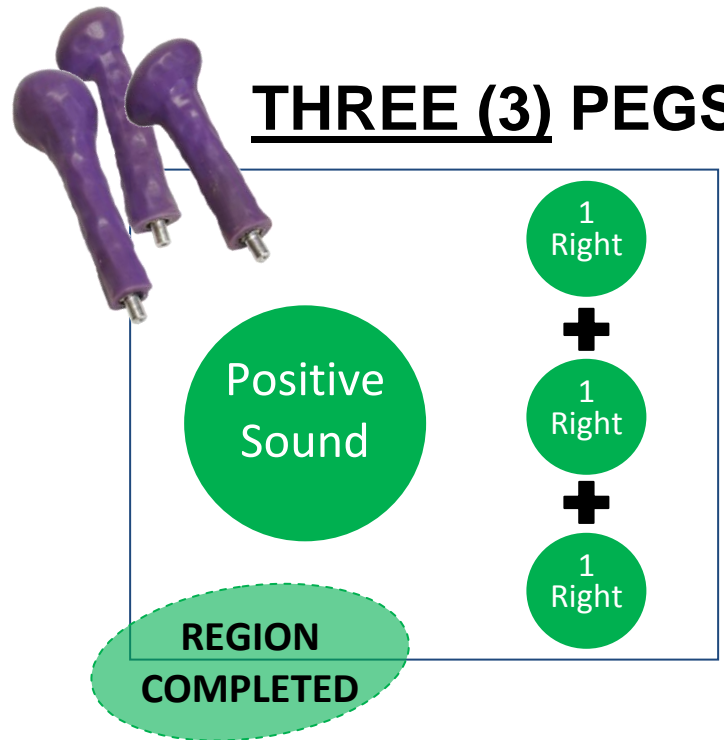 THREE (3) PEGS
1
Right
Positive
Sound
1
Right
1
Right
REGION
COMPLETED